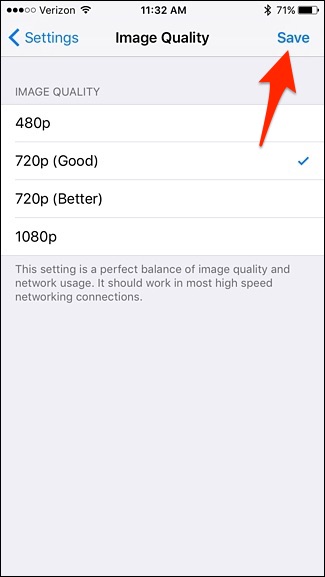 Verizon 11:32 AM 71%
Settings Image Quality Save
IMAGE QUALITY
480p
720p (Good)
720p (Better)
1080p
This setting is a perfect balance of image quality and
network usage. It should work in most high speed
networking connections.